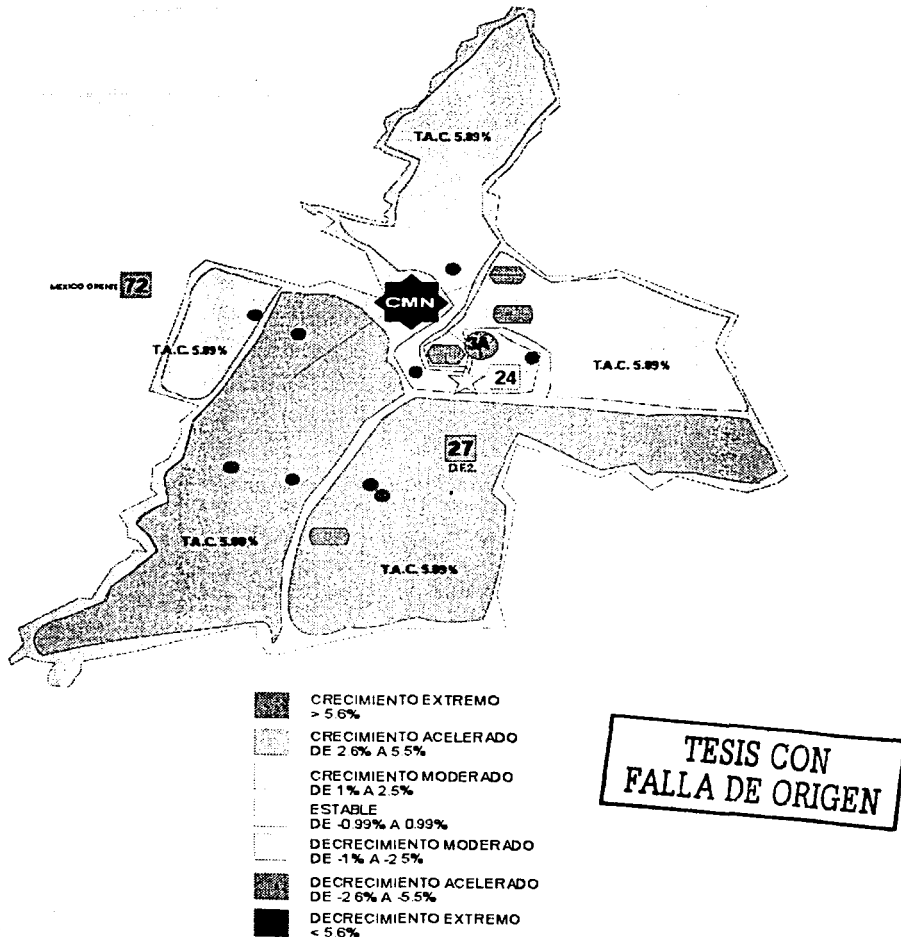 T.A.C. 5.89%
MEXICO ORIENTE 72
CMN
T.A.C. 5.89%
3A
24
T.A.C. 5.89%
27
D.F.2.
T.A.C. 5.89%
T.A.C. 5.89%
CRECIMIENTO EXTREMO
> 5.6%
CRECIMIENTO ACELERADO
DE 2.6% A 5.5%
CRECIMIENTO MODERADO
DE 1% A 2.5%
ESTABLE
DE -0.99% A 0.99%
DECRECIMIENTO MODERADO
DE -1% A -2.5%
DECRECIMIENTO ACELERADO
DE -2.6% A -5.5%
DECRECIMIENTO EXTREMO
< 5.6%
TESIS CON
FALLA DE ORIGEN